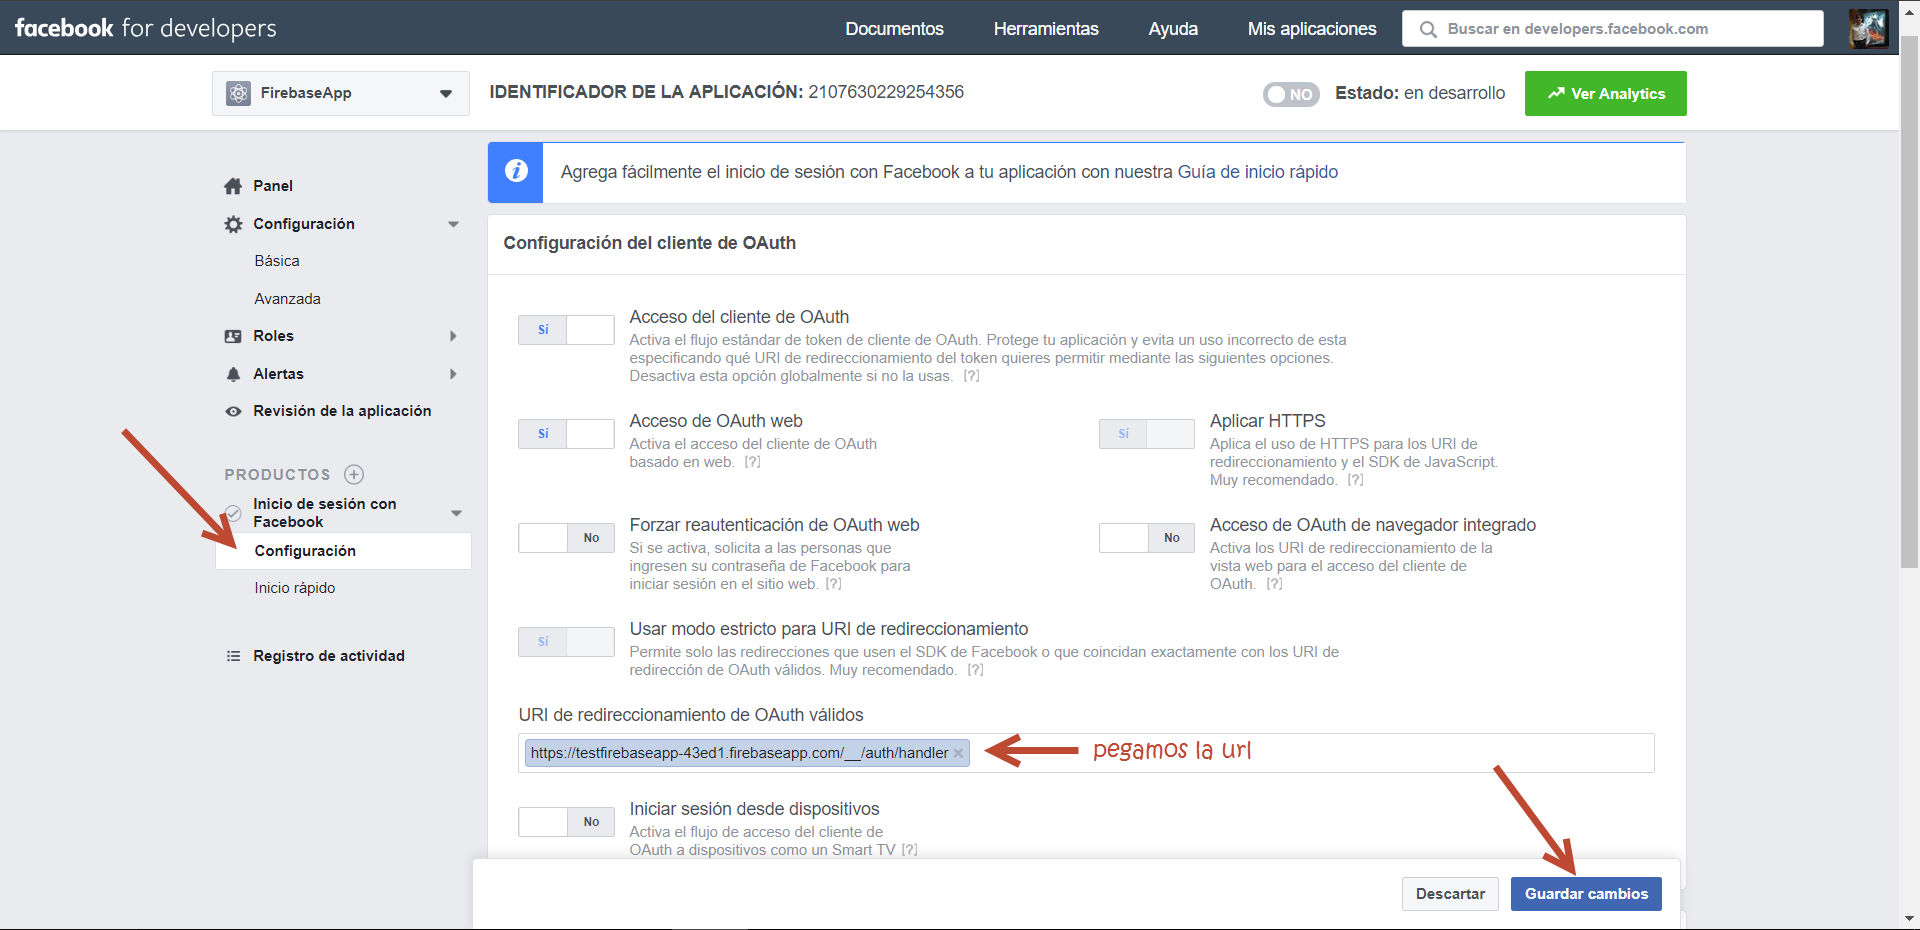 facebook for developers
Documentos
Herramientas
Ayuda
Mis aplicaciones
Buscar en developers.facebook.com
FirebaseApp
IDENTIFICADOR DE LA APLICACIÓN: 2107630229254356
NO
Estado: en desarrollo
Ver Analytics
Panel
Configuración
Básica
Avanzada
Roles
Alertas
Revisión de la aplicación
PRODUCTOS
Inicio de sesión con
Facebook
Configuración
Inicio rápido
Registro de actividad
Agrega fácilmente el inicio de sesión con Facebook a tu aplicación con nuestra Guía de inicio rápido
Configuración del cliente de OAuth
Sí
Acceso del cliente de OAuth
Activa el flujo estándar de token de cliente de OAuth. Protege tu aplicación y evita un uso incorrecto de esta
especificando qué URI de redireccionamiento del token quieres permitir mediante las siguientes opciones.
Desactiva esta opción globalmente si no la usas. [?]
Sí
Acceso de OAuth web
Activa el acceso del cliente de OAuth
basado en web. [?]
Sí
Aplicar HTTPS
Aplica el uso de HTTPS para los URI de
redireccionamiento y el SDK de JavaScript.
Muy recomendado. [?]
No
Forzar reautenticación de OAuth web
Si se activa, solicita a las personas que
ingresen su contraseña de Facebook para
iniciar sesión en el sitio web. [?]
No
Acceso de OAuth de navegador integrado
Activa los URI de redireccionamiento de la
vista web para el acceso del cliente de
OAuth. [?]
Sí
Usar modo estricto para URI de redireccionamiento
Permite solo las redirecciones que usen el SDK de Facebook o que coincidan exactamente con los URI de
redirección de OAuth válidos. Muy recomendado. [?]
URI de redireccionamiento de OAuth válidos
https://testfirebaseapp-43ed1.firebaseapp.com/__/auth/handler
pegamos la url
No
Iniciar sesión desde dispositivos
Activa el flujo de acceso del cliente de
OAuth a dispositivos como un Smart TV [?]
Descartar
Guardar cambios